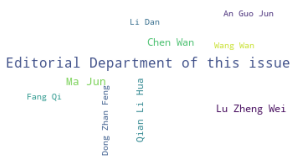 An Guo Jun
Li Dan
Chen Wan
Wang Wan
Editorial Department of this issue
Ma Jun
Fang Qi
Dong Zhan Feng
Qian Li Hua
Lu Zheng Wei